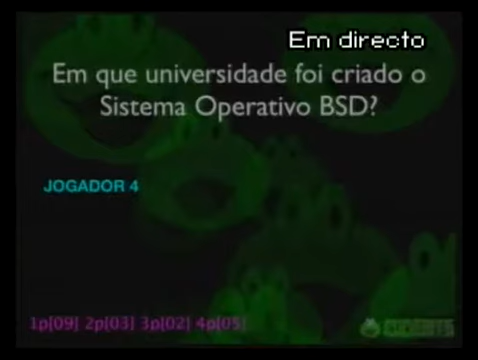 Em directo
Em que universidade foi criado o
Sistema Operativo BSD?
JOGADOR 4
1p[09] 2p[03] 3p[02] 4p[05]